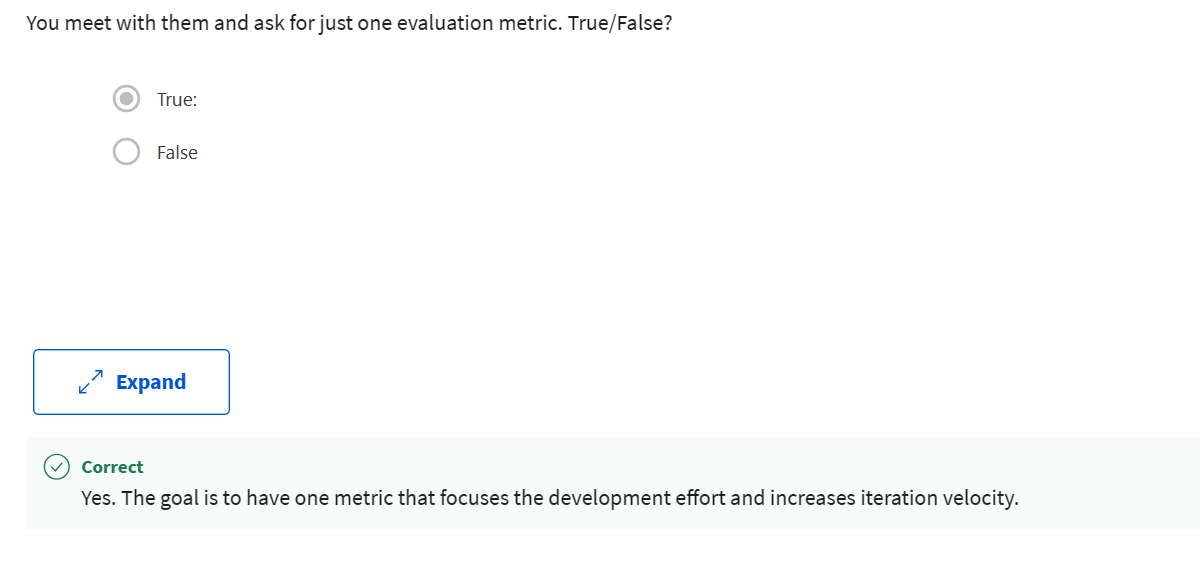 You meet with them and ask for just one evaluation metric. True/False?
True:
False
Expand
Correct
Yes. The goal is to have one metric that focuses the development effort and increases iteration velocity.